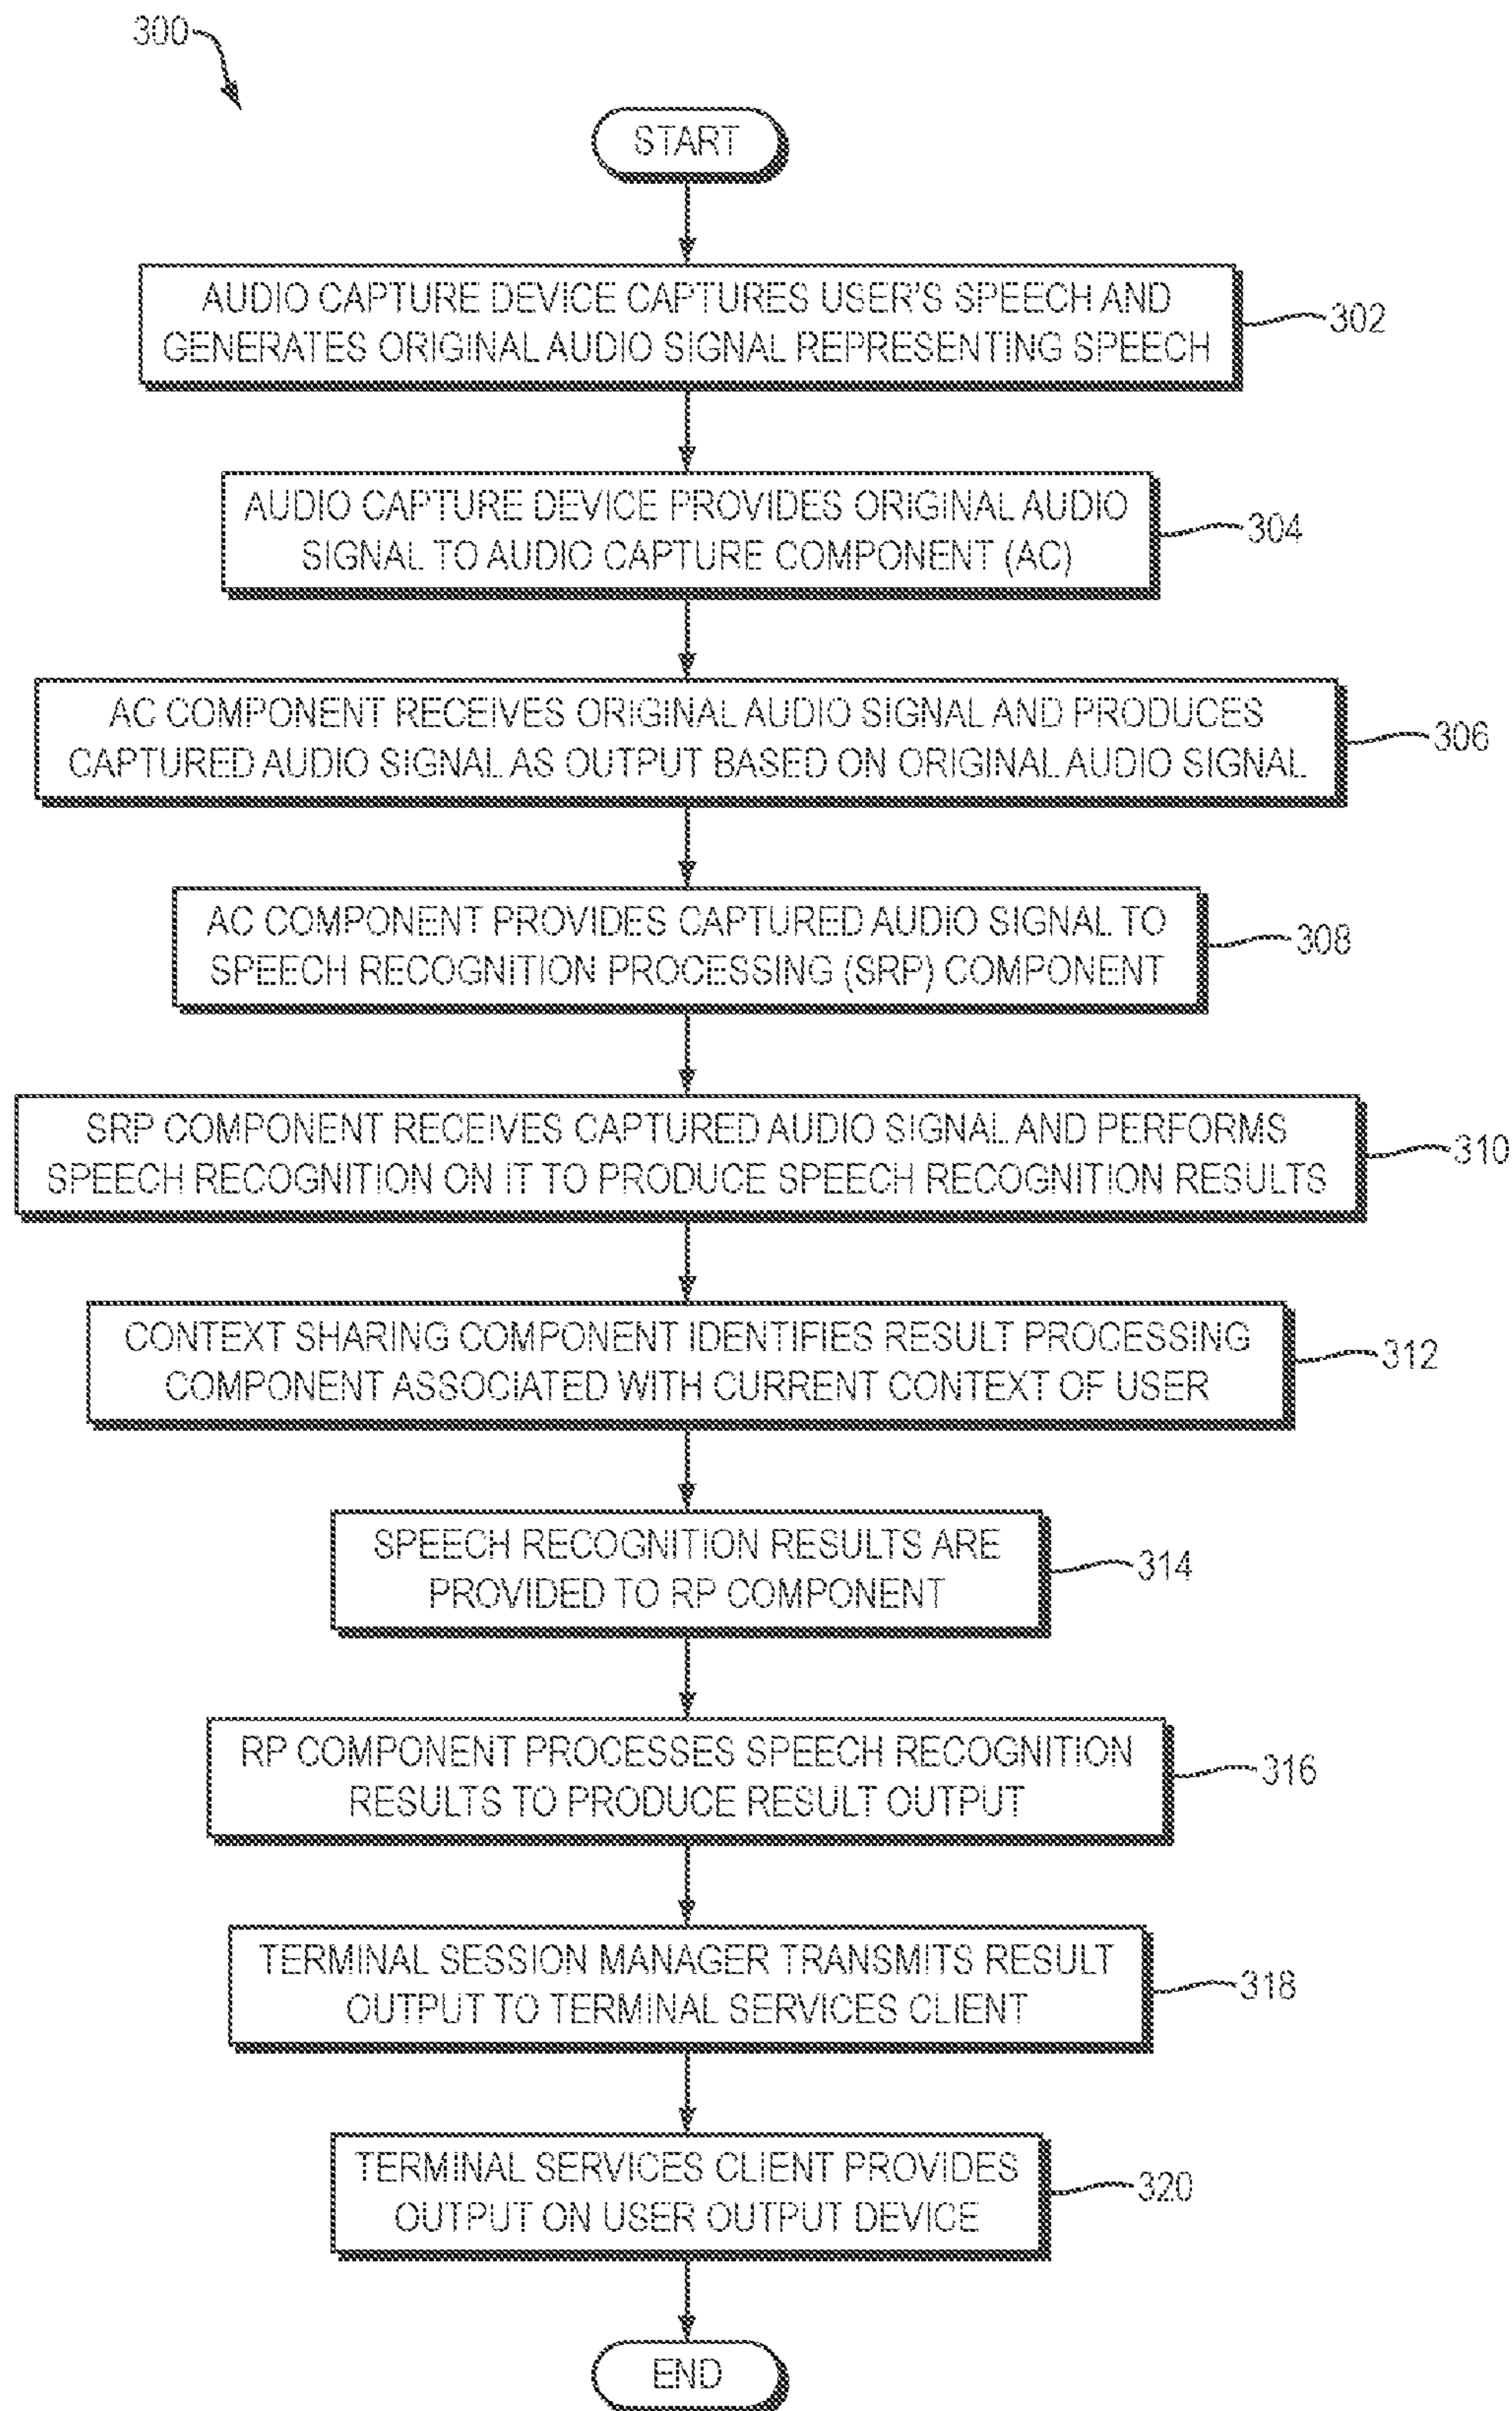 300
START
AUDIO CAPTURE DEVICE CAPTURES USER'S SPEECH AND
GENERATES ORIGINAL AUDIO SIGNAL REPRESENTING SPEECH
302
AUDIO CAPTURE DEVICE PROVIDES ORIGINAL AUDIO
SIGNAL TO AUDIO CAPTURE COMPONENT (AC)
304
AC COMPONENT RECEIVES ORIGINAL AUDIO SIGNAL AND PRODUCES
CAPTURED AUDIO SIGNAL AS OUTPUT BASED ON ORIGINAL AUDIO SIGNAL
306
AC COMPONENT PROVIDES CAPTURED AUDIO SIGNAL TO
SPEECH RECOGNITION PROCESSING (SRP) COMPONENT
308
SRP COMPONENT RECEIVES CAPTURED AUDIO SIGNAL AND PERFORMS
SPEECH RECOGNITION ON IT TO PRODUCE SPEECH RECOGNITION RESULTS
310
CONTEXT SHARING COMPONENT IDENTIFIES RESULT PROCESSING
COMPONENT ASSOCIATED WITH CURRENT CONTEXT OF USER
312
SPEECH RECOGNITION RESULTS ARE
PROVIDED TO RP COMPONENT
314
RP COMPONENT PROCESSES SPEECH RECOGNITION
RESULTS TO PRODUCE RESULT OUTPUT
316
TERMINAL SESSION MANAGER TRANSMITS RESULT
OUTPUT TO TERMINAL SERVICES CLIENT
318
TERMINAL SERVICES CLIENT PROVIDES
OUTPUT ON USER OUTPUT DEVICE
320
END